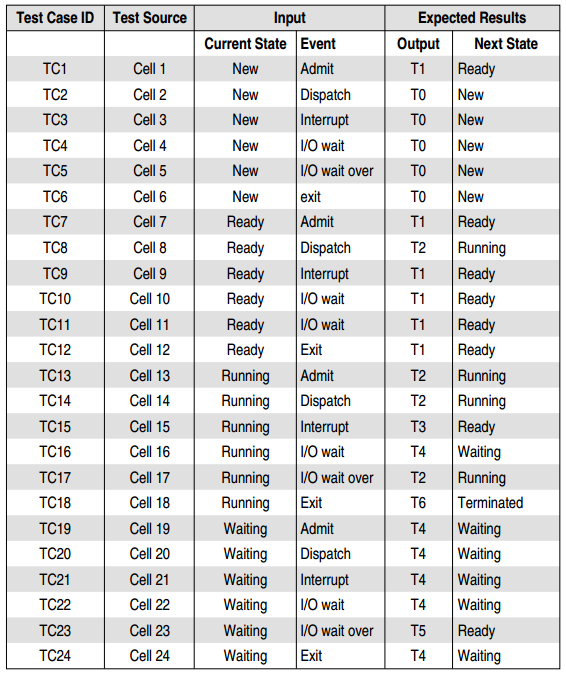 Test Case ID Test Source Input Expected Results
Current State Event Output Next State
TC1 Cell 1 New Admit T1 Ready
TC2 Cell 2 New Dispatch T0 New
TC3 Cell 3 New Interrupt T0 New
TC4 Cell 4 New I/O wait T0 New
TC5 Cell 5 New I/O wait over T0 New
TC6 Cell 6 New exit T0 New
TC7 Cell 7 Ready Admit T1 Ready
TC8 Cell 8 Ready Dispatch T2 Running
TC9 Cell 9 Ready Interrupt T1 Ready
TC10 Cell 10 Ready I/O wait T1 Ready
TC11 Cell 11 Ready I/O wait T1 Ready
TC12 Cell 12 Ready Exit T1 Ready
TC13 Cell 13 Running Admit T2 Running
TC14 Cell 14 Running Dispatch T2 Running
TC15 Cell 15 Running Interrupt T3 Ready
TC16 Cell 16 Running I/O wait T4 Waiting
TC17 Cell 17 Running I/O wait over T2 Running
TC18 Cell 18 Running Exit T6 Terminated
TC19 Cell 19 Waiting Admit T4 Waiting
TC20 Cell 20 Waiting Dispatch T4 Waiting
TC21 Cell 21 Waiting Interrupt T4 Waiting
TC22 Cell 22 Waiting I/O wait T4 Waiting
TC23 Cell 23 Waiting I/O wait over T5 Ready
TC24 Cell 24 Waiting Exit T4 Waiting